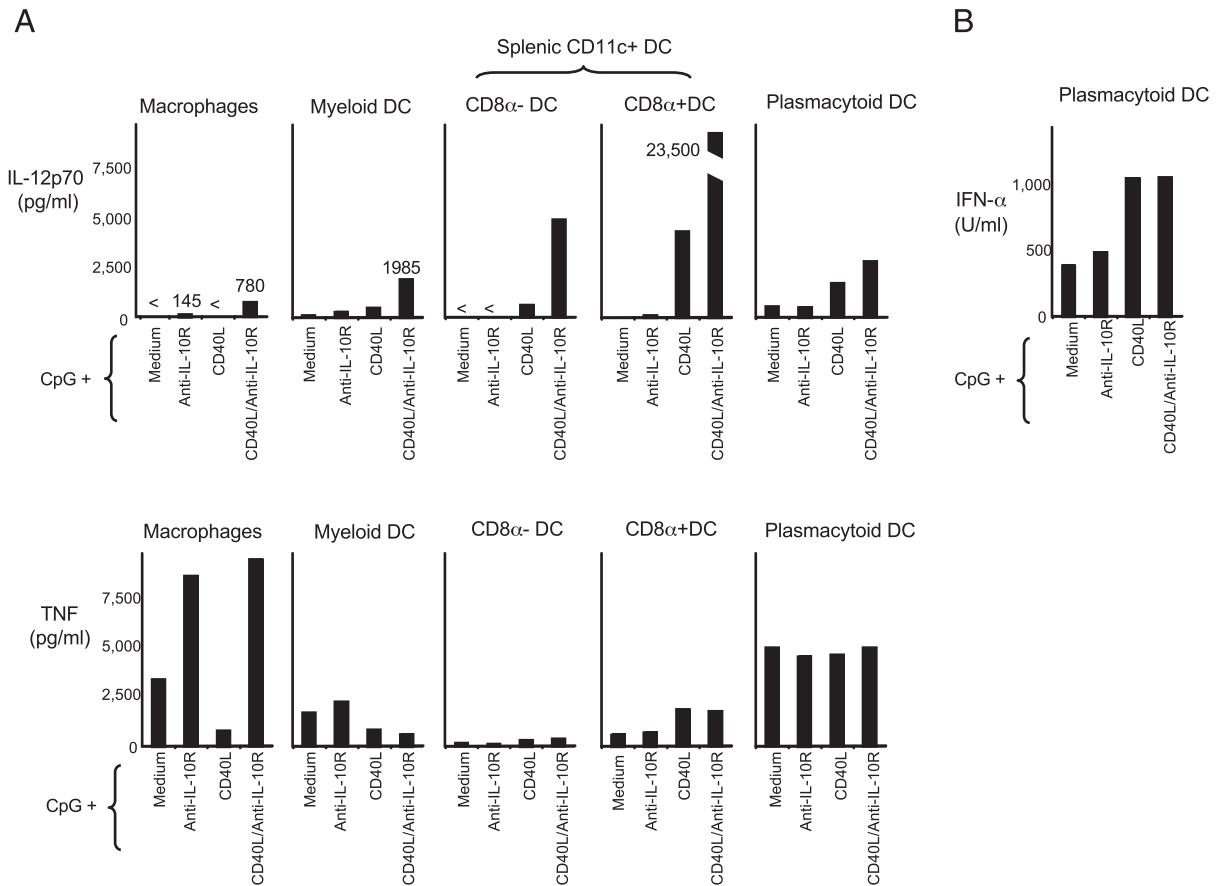 A
B
Splenic CD11c+ DC
Macrophages
Myeloid DC
CD8α- DC
CD8α+DC
Plasmacytoid DC
IL-12p70
(pg/ml)
7,500
5,000
2,500
0
< 145 < 780
1985
< <
23,500
CpG +
Medium
Anti-IL-10R
CD40L
CD40L/Anti-IL-10R
Medium
Anti-IL-10R
CD40L
CD40L/Anti-IL-10R
Medium
Anti-IL-10R
CD40L
CD40L/Anti-IL-10R
Medium
Anti-IL-10R
CD40L
CD40L/Anti-IL-10R
Medium
Anti-IL-10R
CD40L
CD40L/Anti-IL-10R
Plasmacytoid DC
IFN-α
(U/ml)
1,000
500
0
CpG +
Medium
Anti-IL-10R
CD40L
CD40L/Anti-IL-10R
Macrophages
Myeloid DC
CD8α- DC
CD8α+DC
Plasmacytoid DC
TNF
(pg/ml)
7,500
5,000
2,500
0
CpG +
Medium
Anti-IL-10R
CD40L
CD40L/Anti-IL-10R
Medium
Anti-IL-10R
CD40L
CD40L/Anti-IL-10R
Medium
Anti-IL-10R
CD40L
CD40L/Anti-IL-10R
Medium
Anti-IL-10R
CD40L
CD40L/Anti-IL-10R
Medium
Anti-IL-10R
CD40L
CD40L/Anti-IL-10R